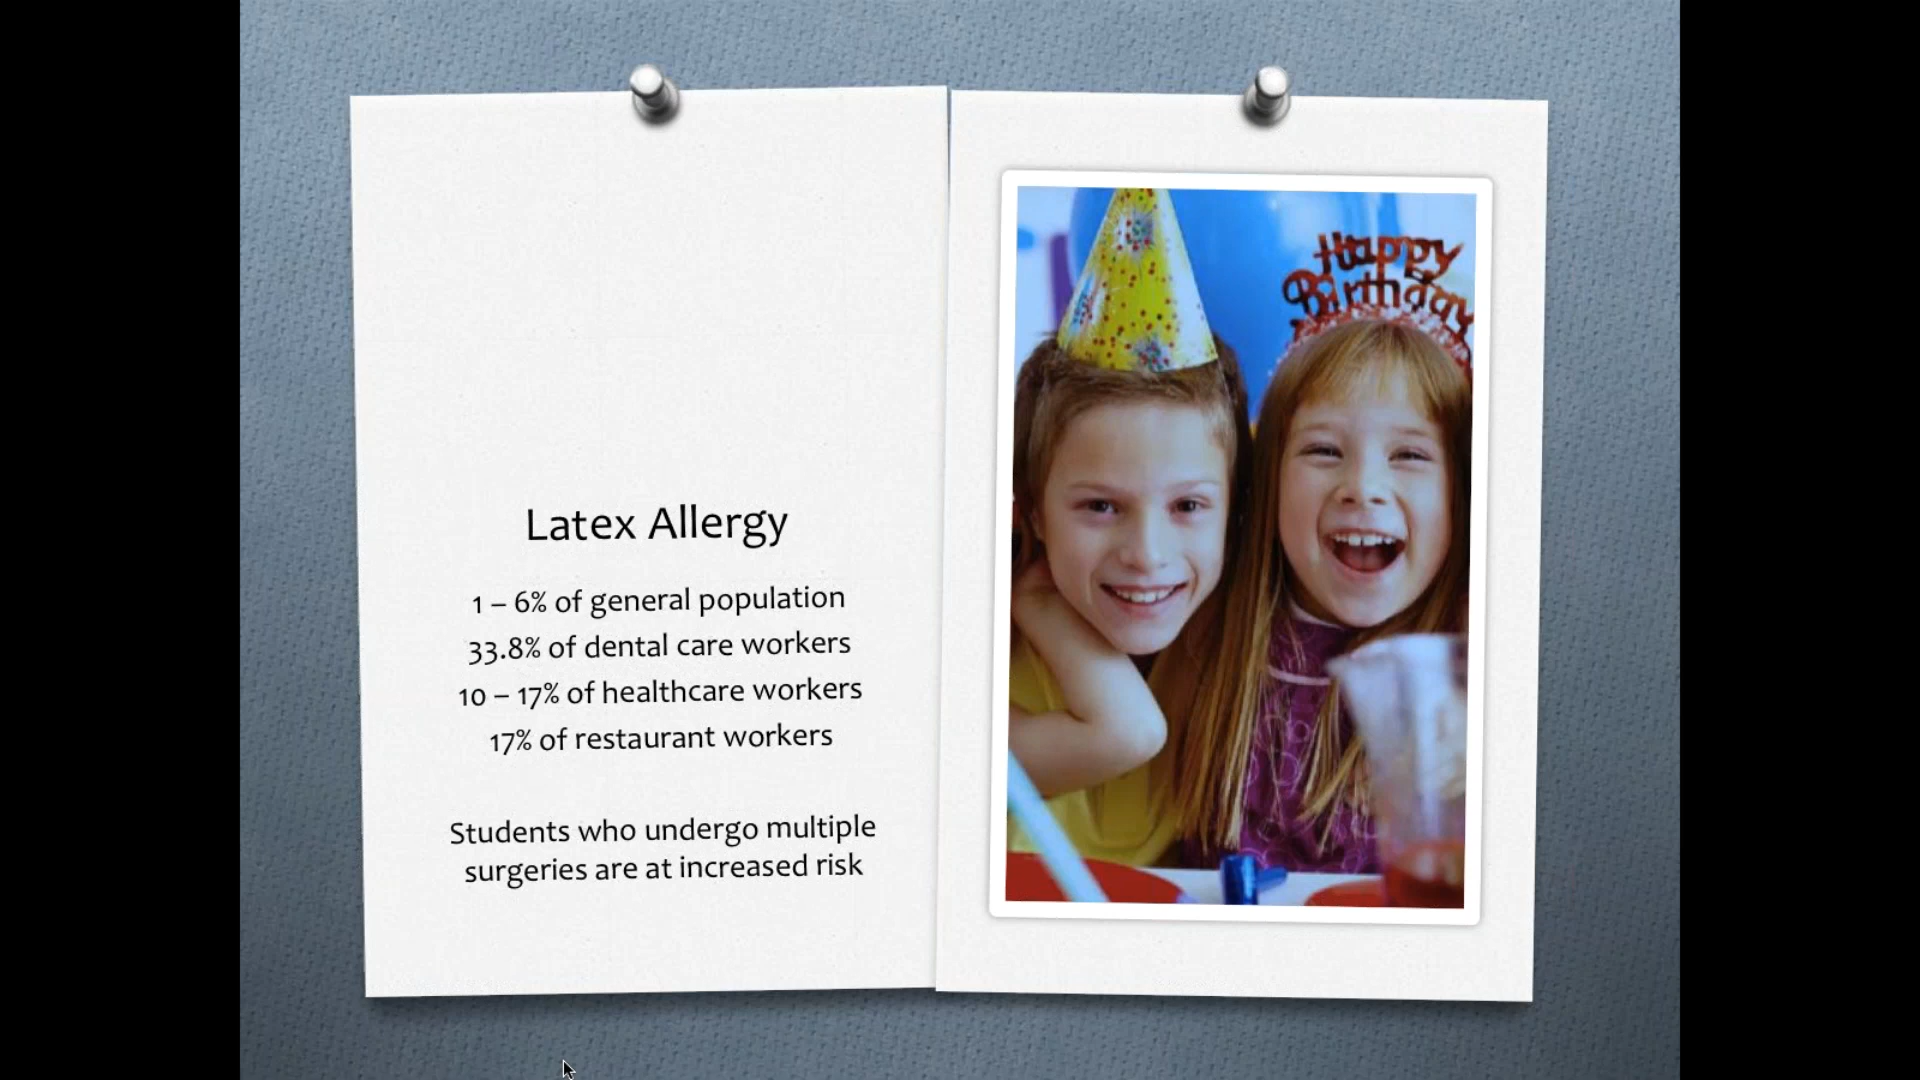 Latex Allergy
1 – 6% of general population
33.8% of dental care workers
10 – 17% of healthcare workers
17% of restaurant workers
Students who undergo multiple
surgeries are at increased risk
Happy
Birthday